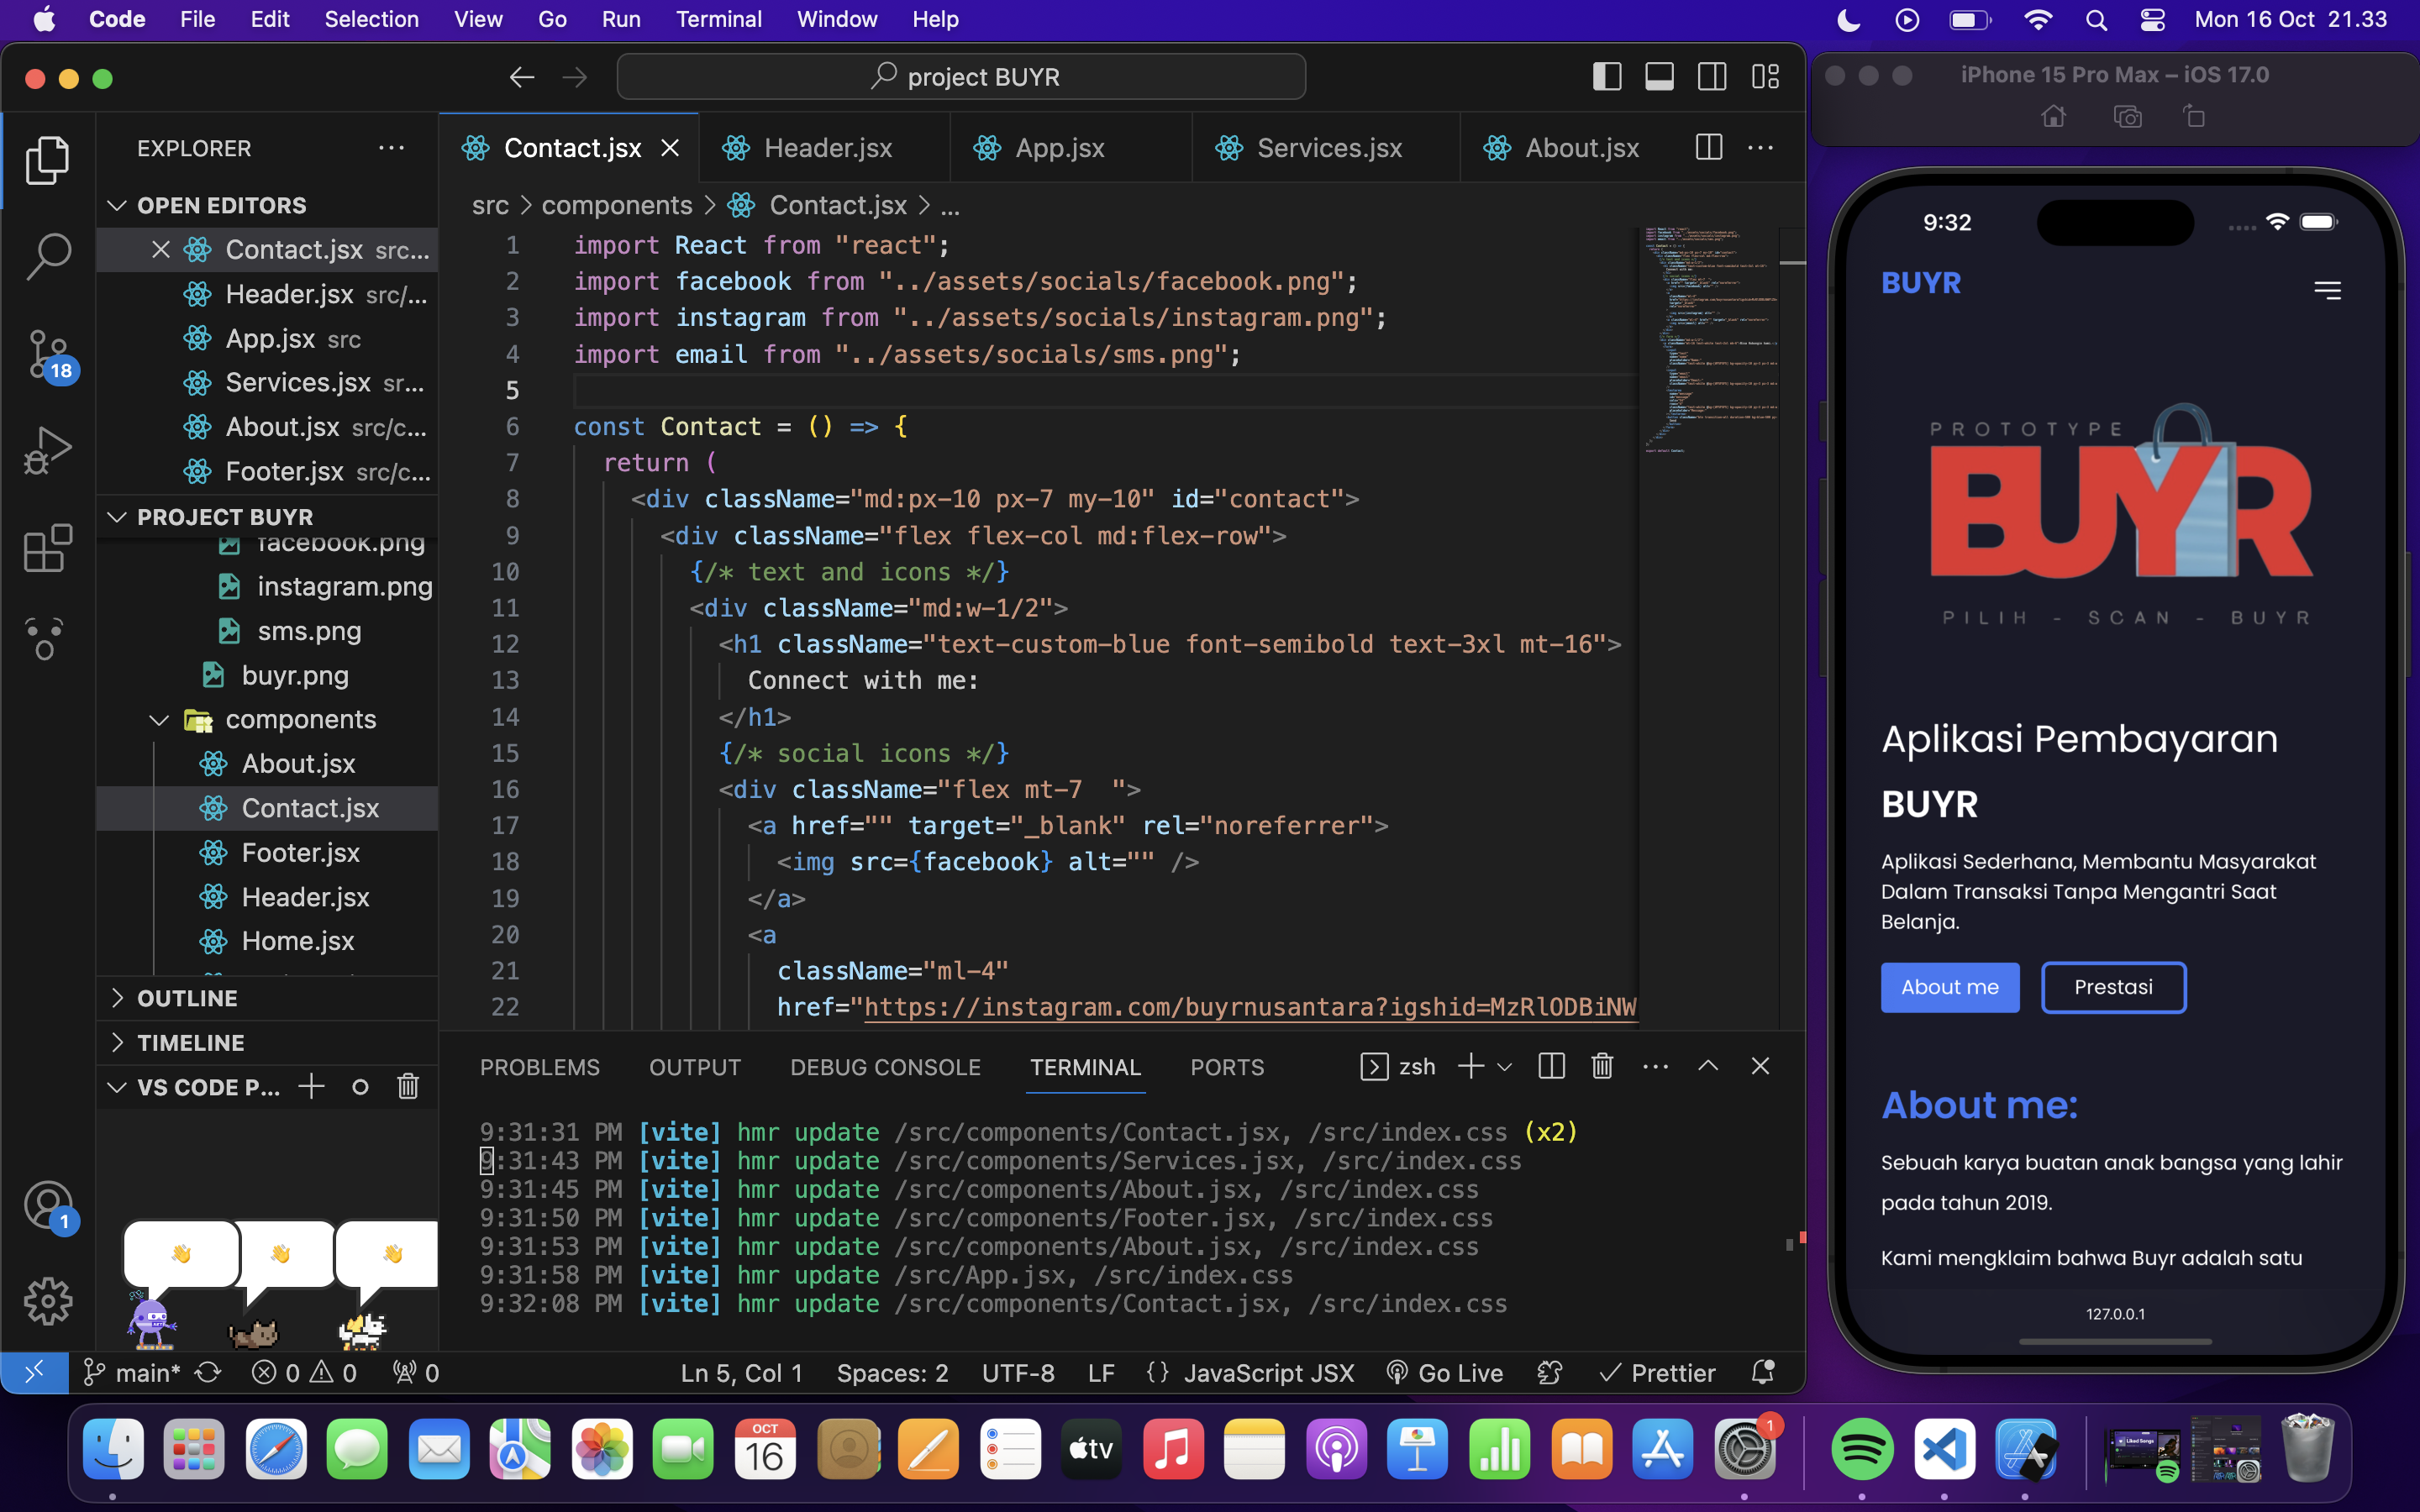 Code File Edit Selection View Go Run Terminal Window Help
Mon 16 Oct 21.33
project BUYR
EXPLORER
OPEN EDITORS
Contact.jsx src...
Header.jsx src/...
App.jsx src
Services.jsx sr...
About.jsx src/c...
Footer.jsx src/c...
PROJECT BUYR
facebook.png
instagram.png
sms.png
buyr.png
components
About.jsx
Contact.jsx
Footer.jsx
Header.jsx
Home.jsx
OUTLINE
TIMELINE
VS CODE P...
18
1
Contact.jsx Header.jsx App.jsx Services.jsx About.jsx
src > components > Contact.jsx > ...
1 import React from "react";
2 import facebook from "../assets/socials/facebook.png";
3 import instagram from "../assets/socials/instagram.png";
4 import email from "../assets/socials/sms.png";
5
6 const Contact = () => {
7 return (
8 <div className="md:px-10 px-7 my-10" id="contact">
9 <div className="flex flex-col md:flex-row">
10 {/* text and icons */}
11 <div className="md:w-1/2">
12 <h1 className="text-custom-blue font-semibold text-3xl mt-16">
13 Connect with me:
14 </h1>
15 {/* social icons */}
16 <div className="flex mt-7  ">
17 <a href="" target="_blank" rel="noreferrer">
18 <img src={facebook} alt="" />
19 </a>
20 <a
21 className="ml-4"
22 href="https://instagram.com/buyrnusantara?igshid=MzRlODBiNW
PROBLEMS OUTPUT DEBUG CONSOLE TERMINAL PORTS zsh
9:31:31 PM [vite] hmr update /src/components/Contact.jsx, /src/index.css (x2)
9:31:43 PM [vite] hmr update /src/components/Services.jsx, /src/index.css
9:31:45 PM [vite] hmr update /src/components/About.jsx, /src/index.css
9:31:50 PM [vite] hmr update /src/components/Footer.jsx, /src/index.css
9:31:53 PM [vite] hmr update /src/components/About.jsx, /src/index.css
9:31:58 PM [vite] hmr update /src/App.jsx, /src/index.css
9:32:08 PM [vite] hmr update /src/components/Contact.jsx, /src/index.css
main* 0 0 0 Ln 5, Col 1 Spaces: 2 UTF-8 LF {} JavaScript JSX Go Live Prettier
iPhone 15 Pro Max – iOS 17.0
9:32
BUYR
PROTOTYPE
BUYR
PILIH - SCAN - BUYR
Aplikasi Pembayaran
BUYR
Aplikasi Sederhana, Membantu Masyarakat
Dalam Transaksi Tanpa Mengantri Saat
Belanja.
About me Prestasi
About me:
Sebuah karya buatan anak bangsa yang lahir
pada tahun 2019.
Kami mengklaim bahwa Buyr adalah satu
127.0.0.1
OCT
16
tv
1